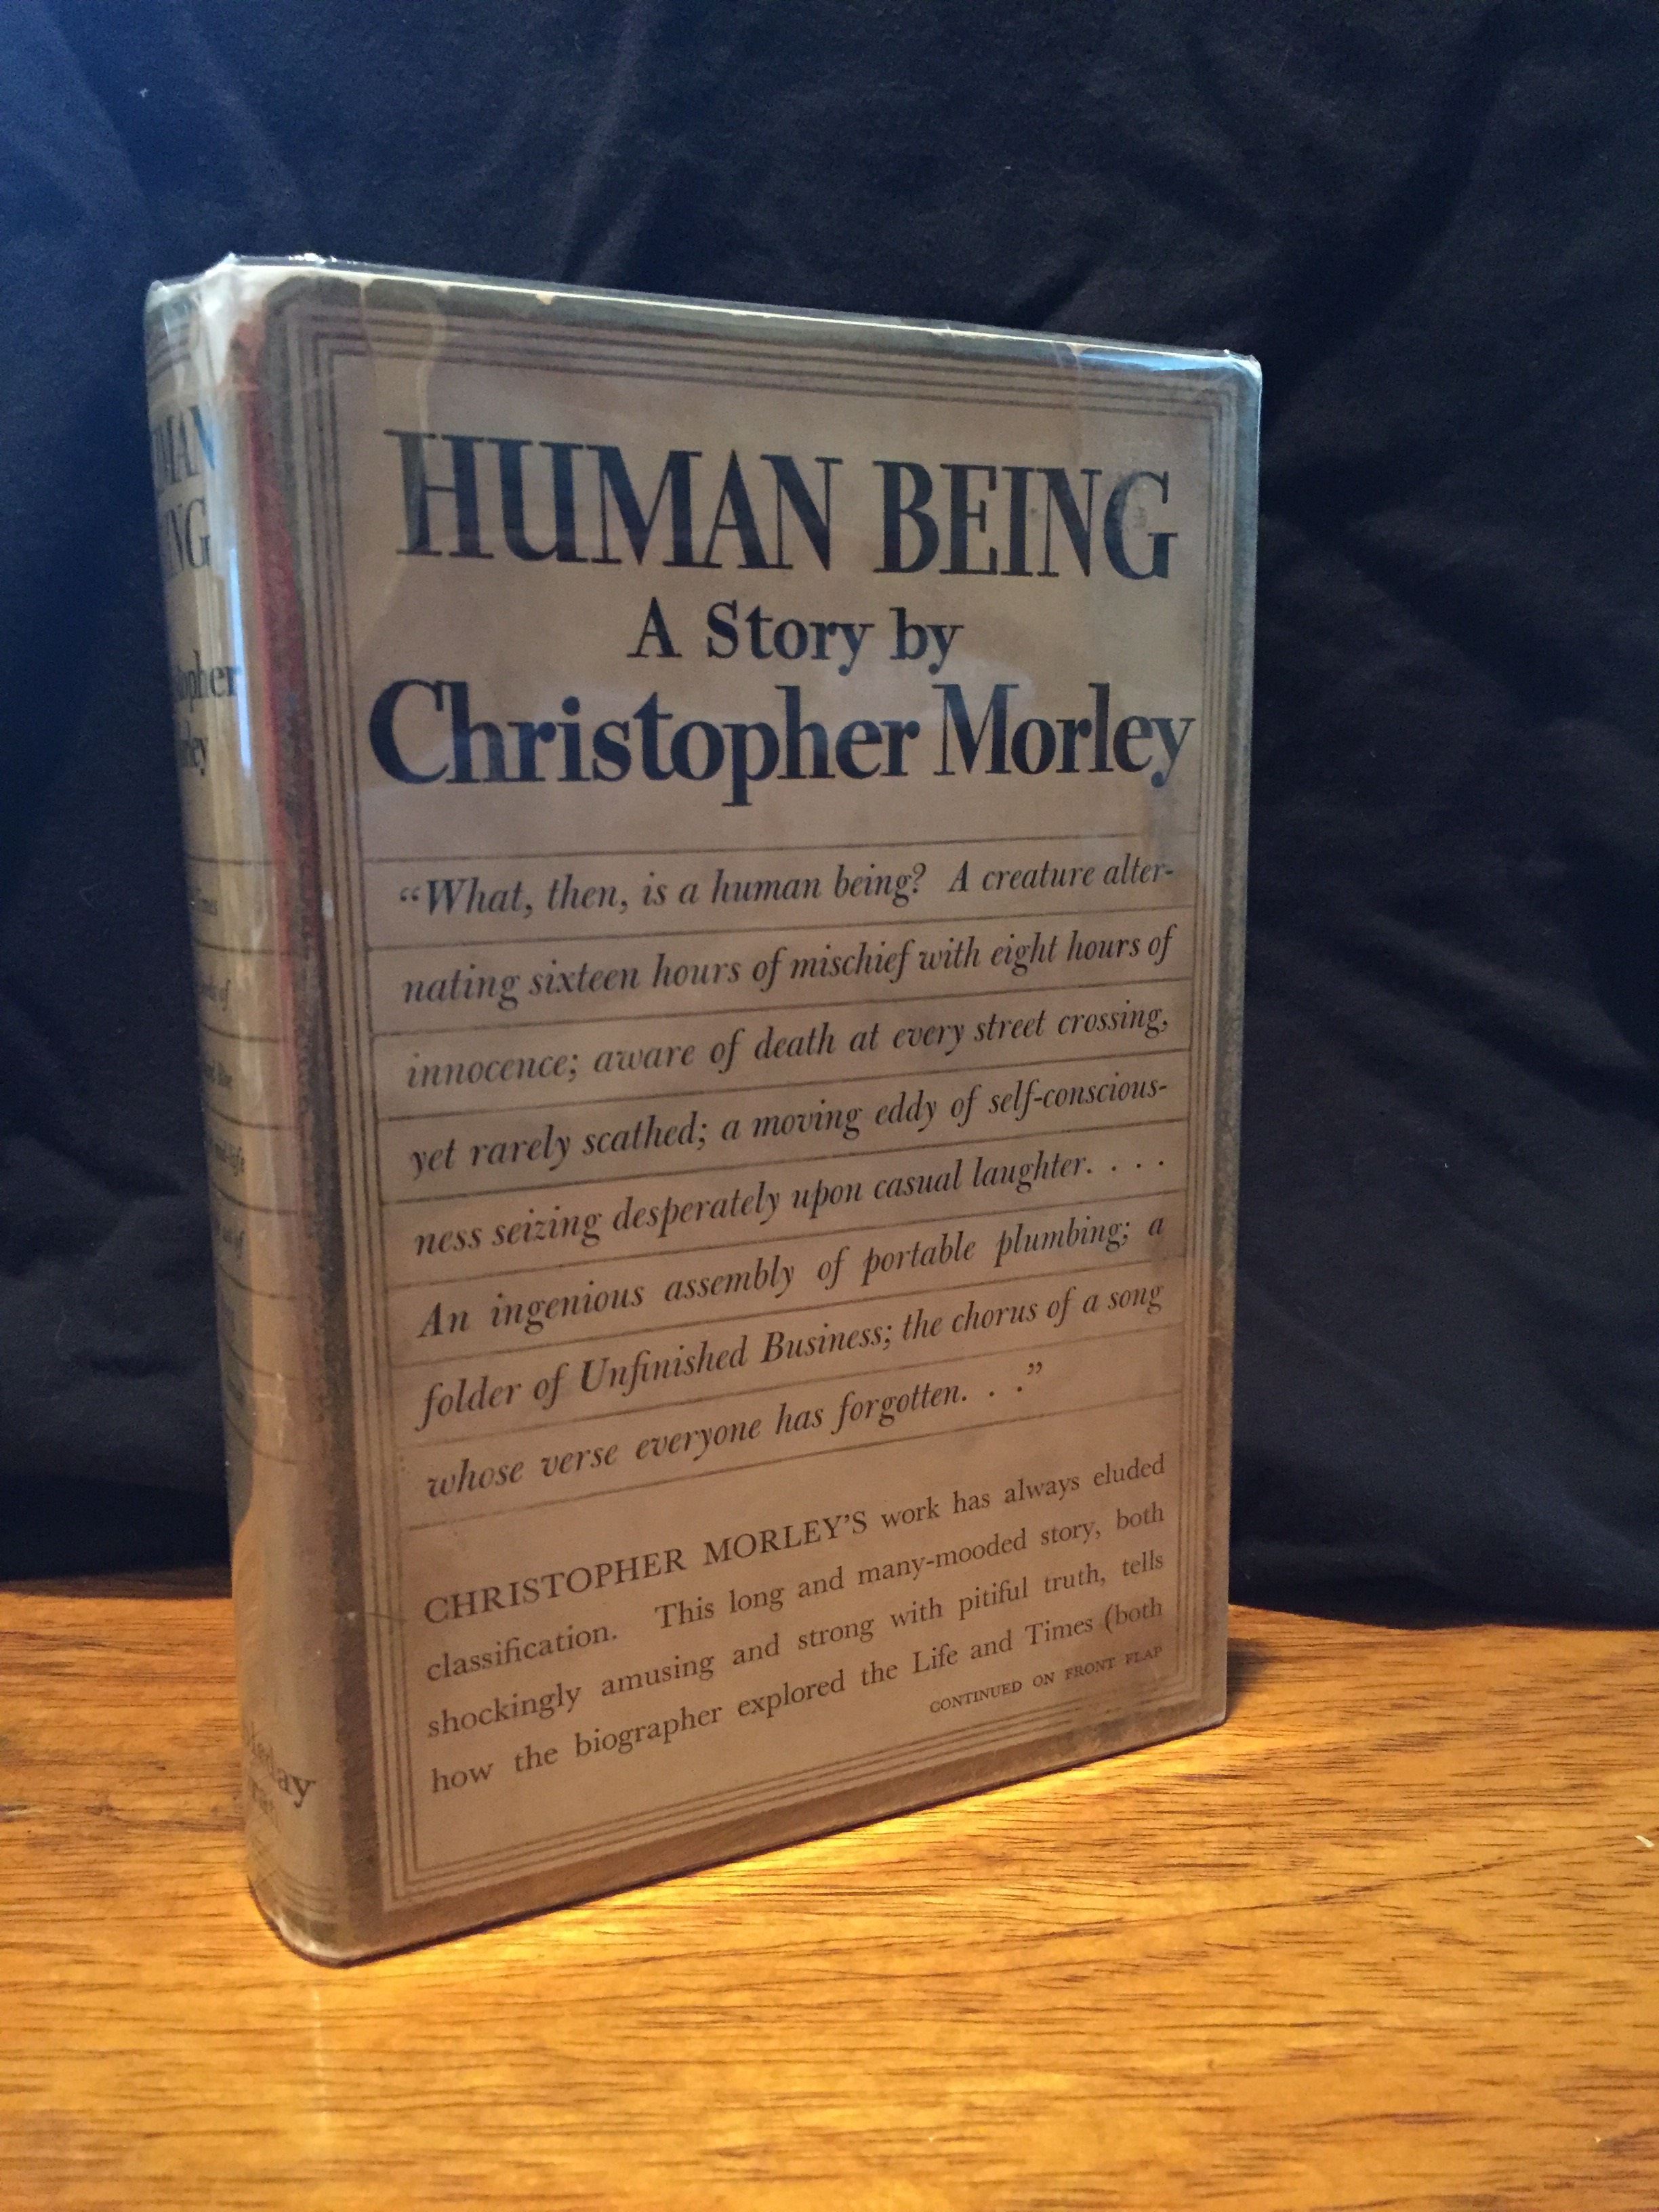 HUMAN BEING
A Story by
Christopher Morley
“What, then, is a human being? A creature alter-
nating sixteen hours of mischief with eight hours of
innocence; aware of death at every street crossing,
yet rarely scathed; a moving eddy of self-conscious-
ness seizing desperately upon casual laughter. . . .
An ingenious assembly of portable plumbing; a
folder of Unfinished Business; the chorus of a song
whose verse everyone has forgotten. . .”
CHRISTOPHER MORLEY’S work has always eluded
classification. This long and many-mooded story, both
shockingly amusing and strong with pitiful truth, tells
how the biographer explored the Life and Times (both
CONTINUED ON FRONT FLAP